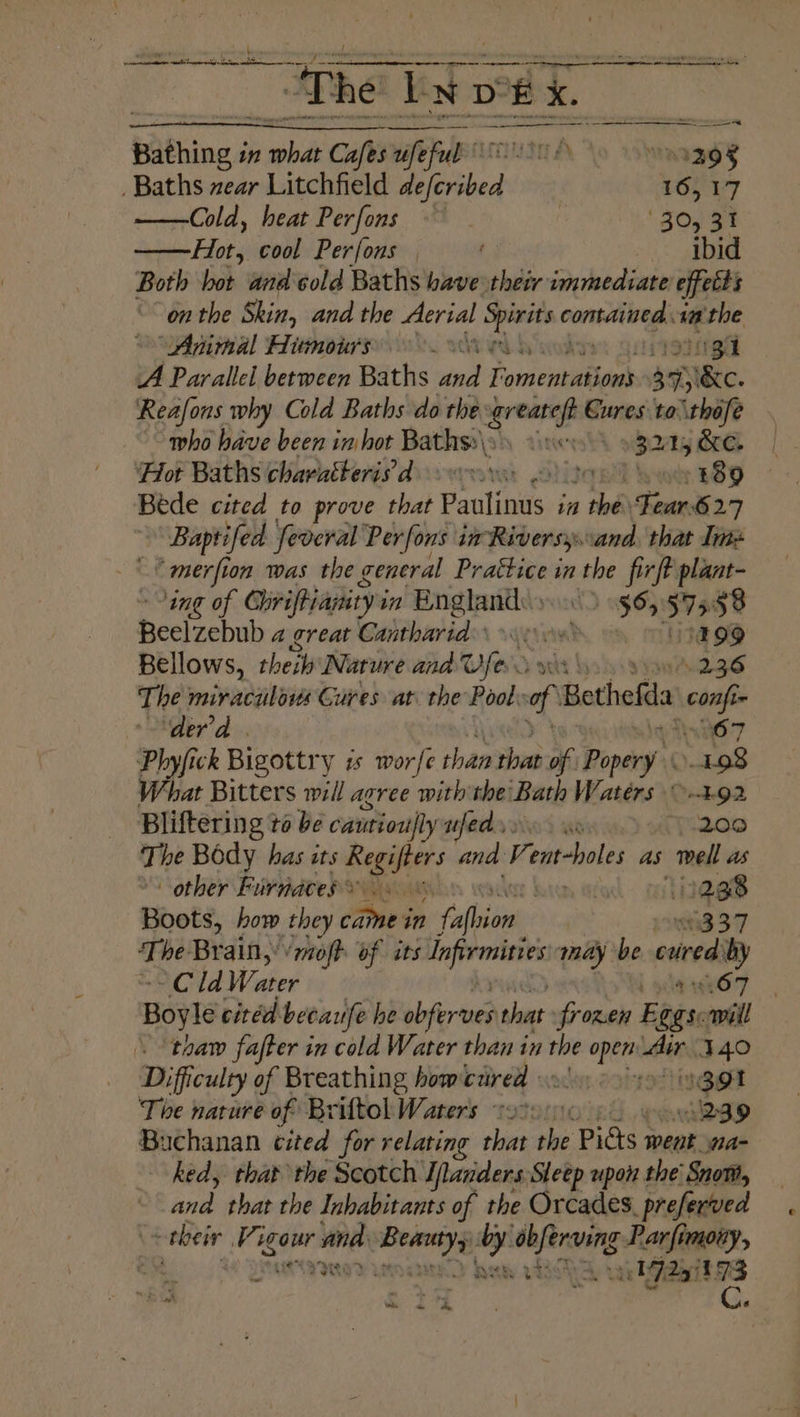 The INDEX.
Bathing in what Cases useful 298
Baths near Litchfield described 16, 17
——Cold, heat Persons 30, 31
——Hot, cool Persons ibid
Both hot and cold Baths have their immediate effects
on the Skin, and the Aerial Spirits contained in the
Animal Humours 31
A Parallel between Baths and Fomentations 37, &c.
Reasons why Cold Baths do the greatest Cures to those
who have been in hot Baths 321, &c.
Hot Baths characteris'd 189
Bede cited to prove that Paulinus in the Year 627
Baptised several Persons in Rivers, and that Im-
mersion was the general Practice in the first plant-
ing of Christianity in England 56, 57, 58
Beelzebub a great Cantharid 199
Bellows, their Nature and Use 236
The miraculous Cures at the Pool of Bethesda consi-
der'd 67
Physick Bigottry is worse than that of Popery 198
What Bitters will agree with the Bath Waters 192
Blistering to be cautiously used 200
The Body has its Registers and Vent-holes as well as
other Furnaces 238
Boots, how they came in fashion 337
The Brain, most of its Infirmities may be cured by
C ld Water 67
Boyle cited because he observes that frozen Eggs will
thaw faster in cold Water than in the open Air 140
Difficulty of Breathing how cured 391
The nature of Bristol Waters 239
Buchanan cited for relating that the Picts went na-
ked, that the Scotch Islanders Sleep upon the Snow,
and that the Inhabitants of the Orcades preferved
their Vigour and Beauty, by observing Parsimony,
172, 173
C.